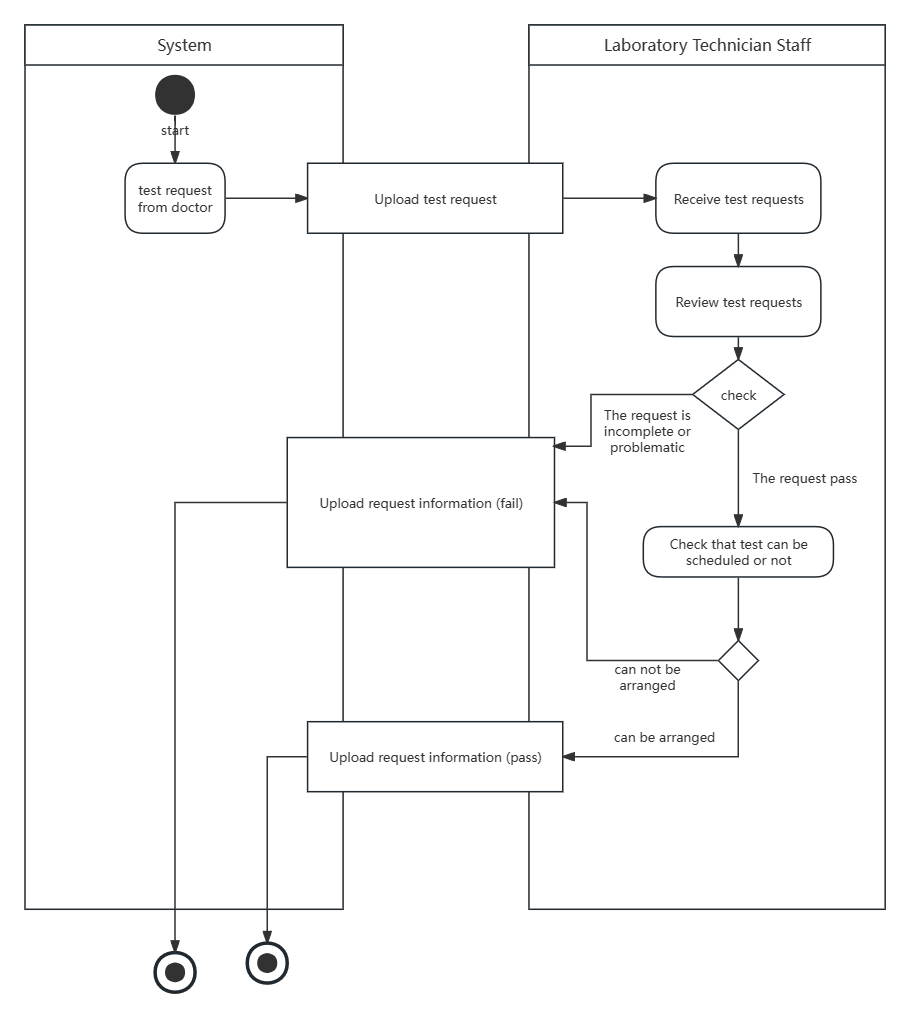 System
Laboratory Technician Staff
start
test request
from doctor
Upload test request
Receive test requests
Review test requests
check
The request is
incomplete or
problematic
The request pass
Upload request information (fail)
Check that test can be
scheduled or not
can not be
arranged
can be arranged
Upload request information (pass)